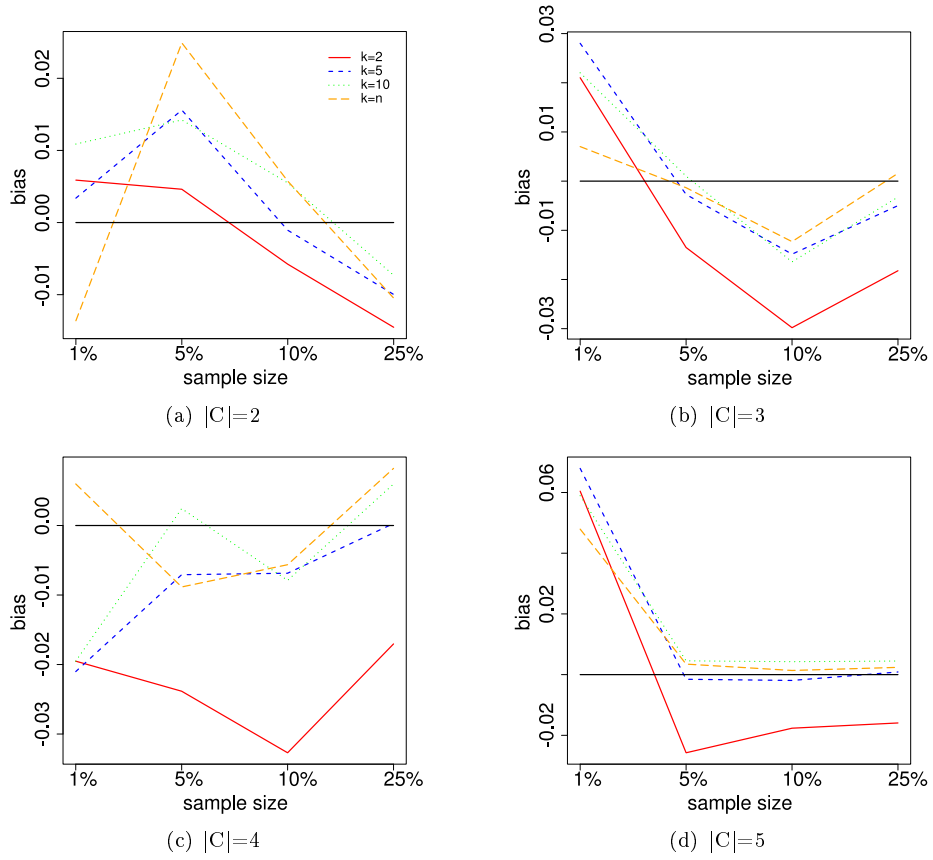 0.02
0.01
0.00
-0.01
bias
k=2
k=5
k=10
k=n
1%
5%
10%
25%
sample size
(a) |C|=2
0.03
0.01
-0.01
-0.03
bias
1%
5%
10%
25%
sample size
(b) |C|=3
0.00
-0.01
-0.02
-0.03
bias
1%
5%
10%
25%
sample size
(c) |C|=4
0.06
0.02
-0.02
bias
1%
5%
10%
25%
sample size
(d) |C|=5